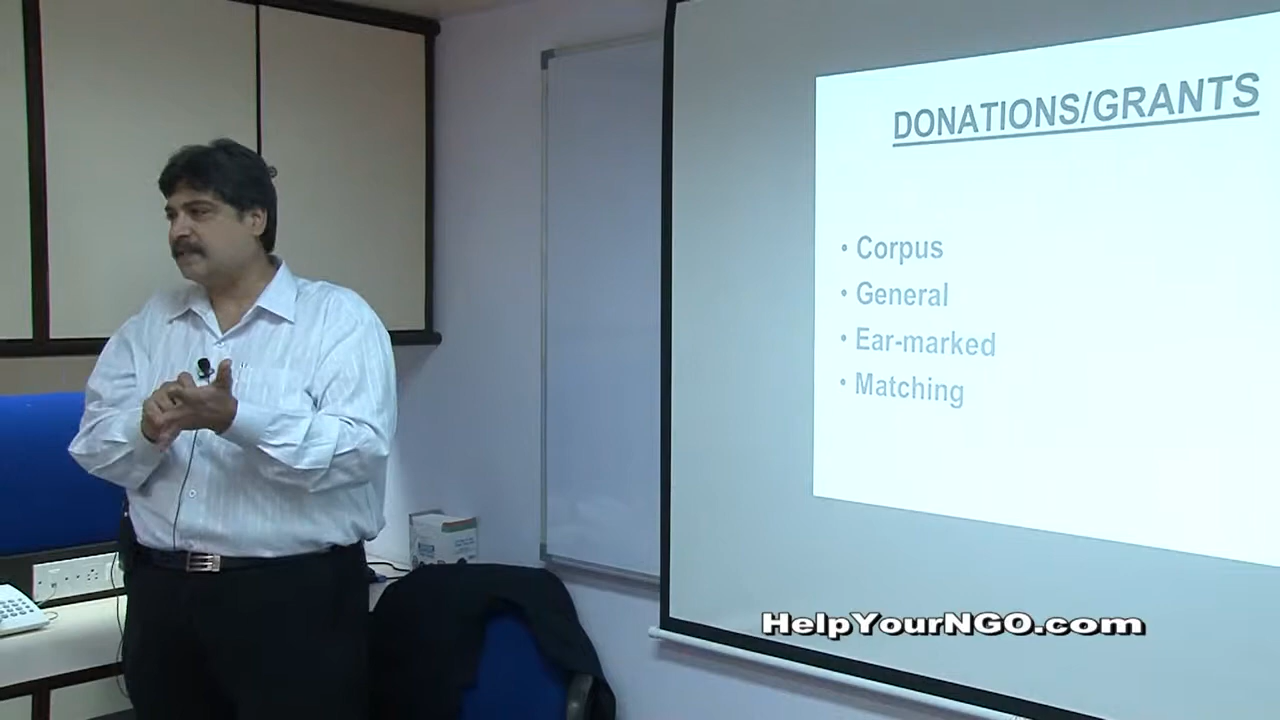 DONATIONS/GRANTS
• Corpus
• General
• Ear-marked
• Matching
HelpYourNGO.com